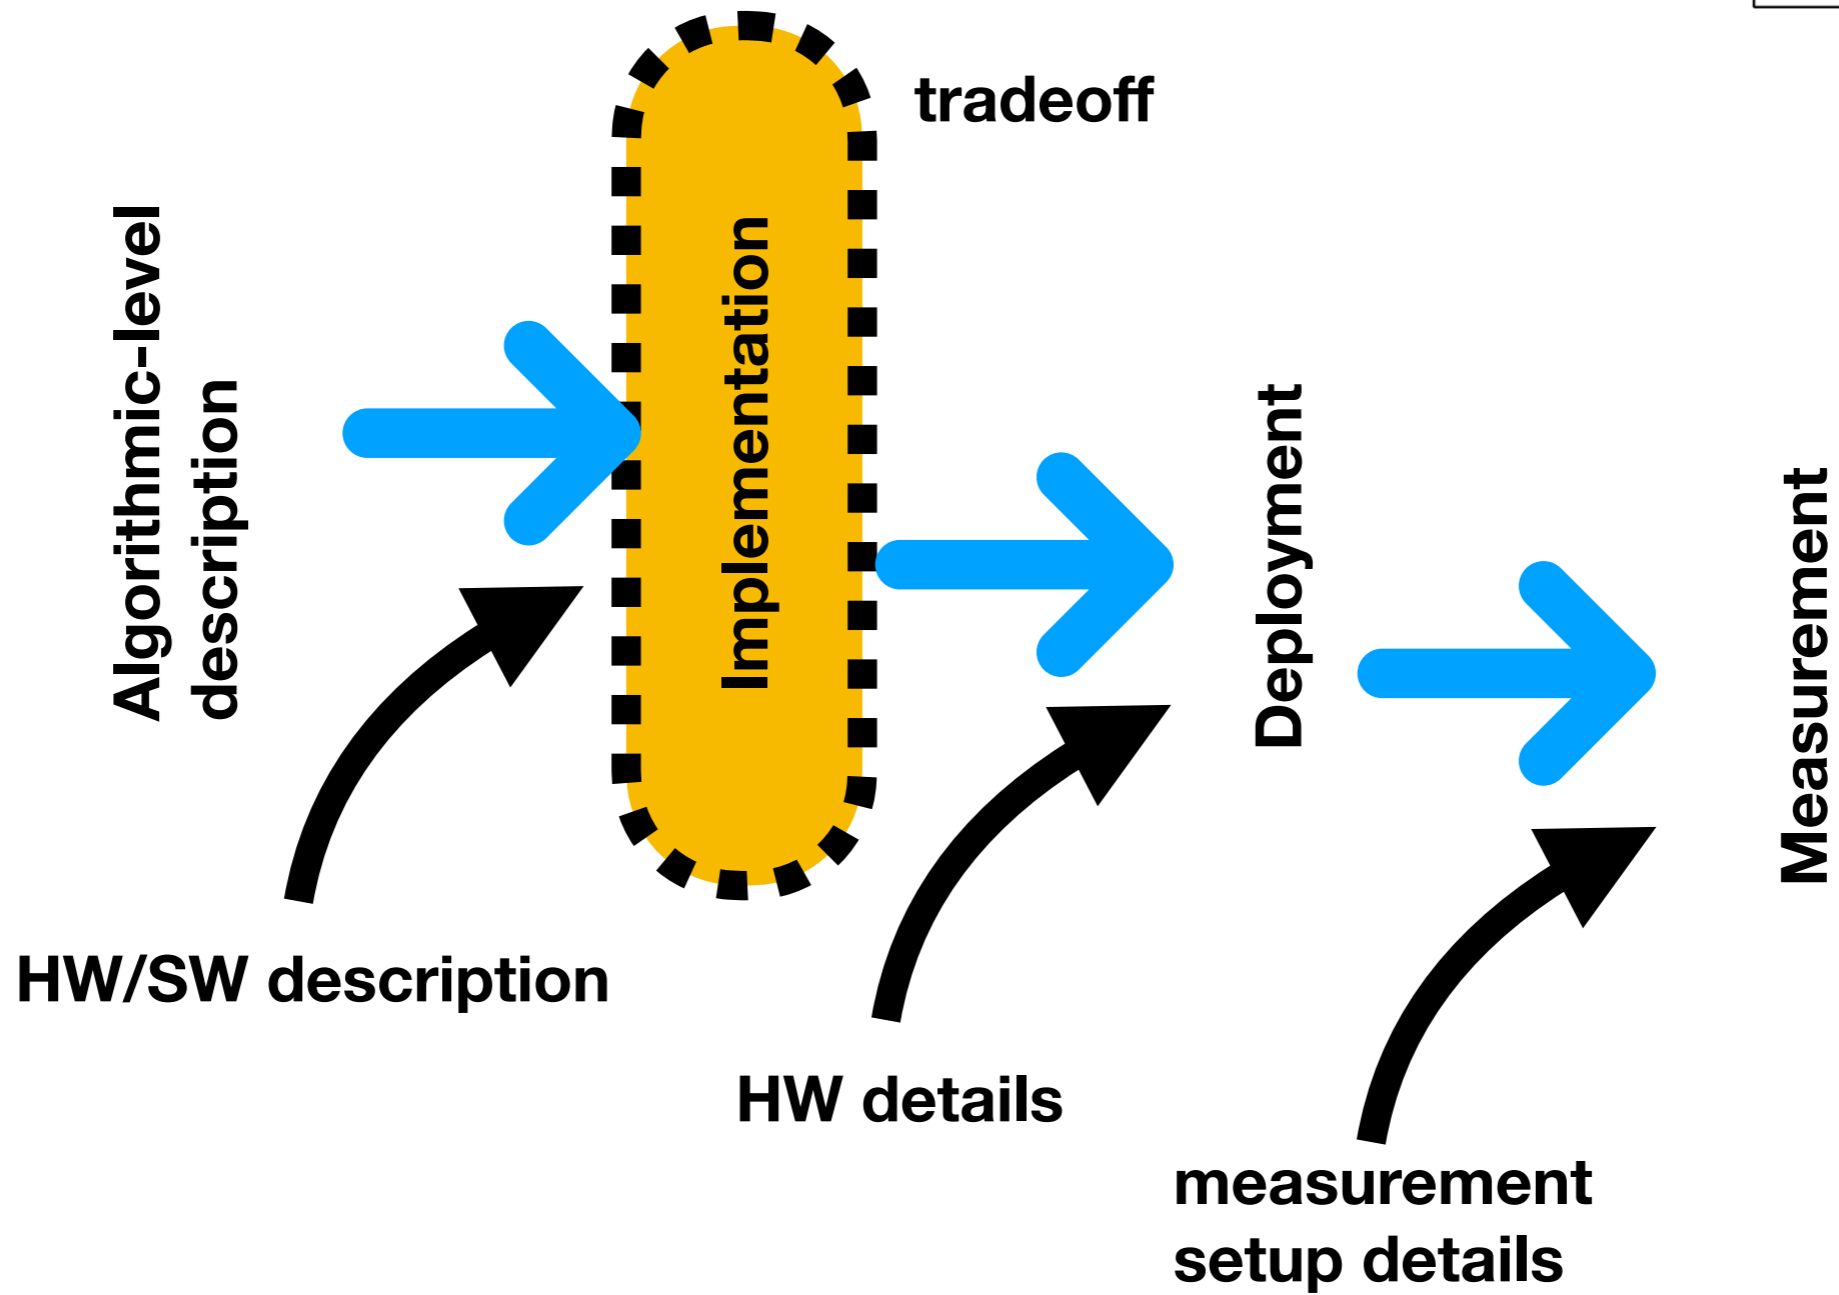 tradeoff
Algorithmic-level
description
Implementation
Deployment
Measurement
HW/SW description
HW details
measurement
setup details